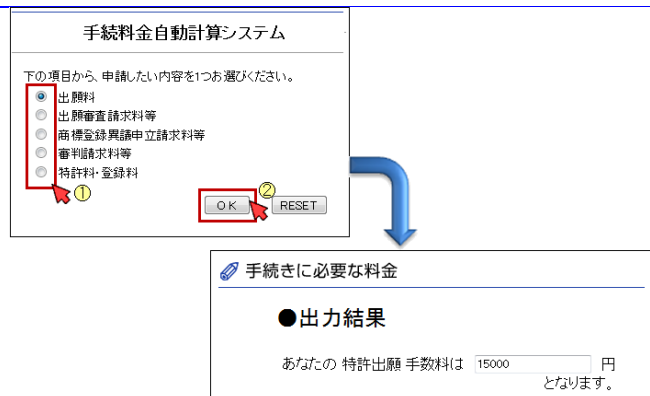 手続料金自動計算システム
下の項目から、申請したい内容を1つお選びください。
出願料
出願審査請求料等
商標登録異議申立請求料等
審判請求料等
特許料・登録料
①
②
OK RESET
手続きに必要な料金
●出力結果
あなたの 特許出願 手数料は 15000 円
となります。